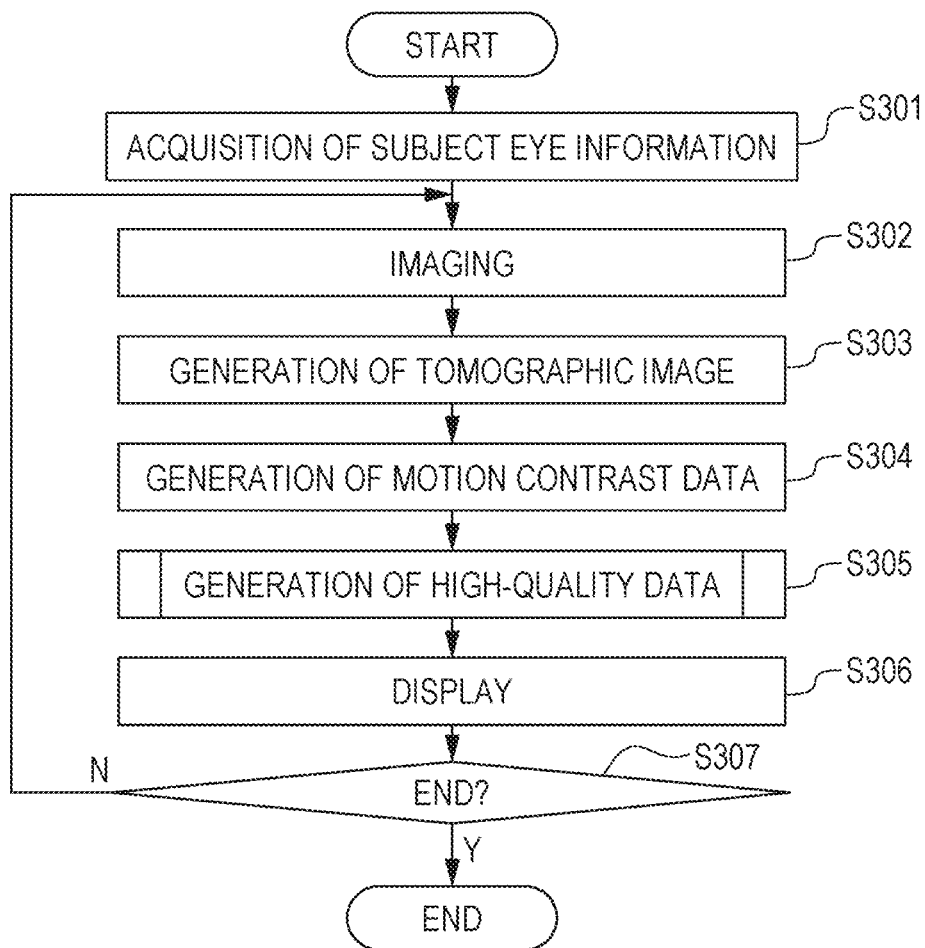 START
ACQUISITION OF SUBJECT EYE INFORMATION
S301
IMAGING
S302
GENERATION OF TOMOGRAPHIC IMAGE
S303
GENERATION OF MOTION CONTRAST DATA
S304
GENERATION OF HIGH-QUALITY DATA
S305
DISPLAY
S306
END?
S307
N
Y
END